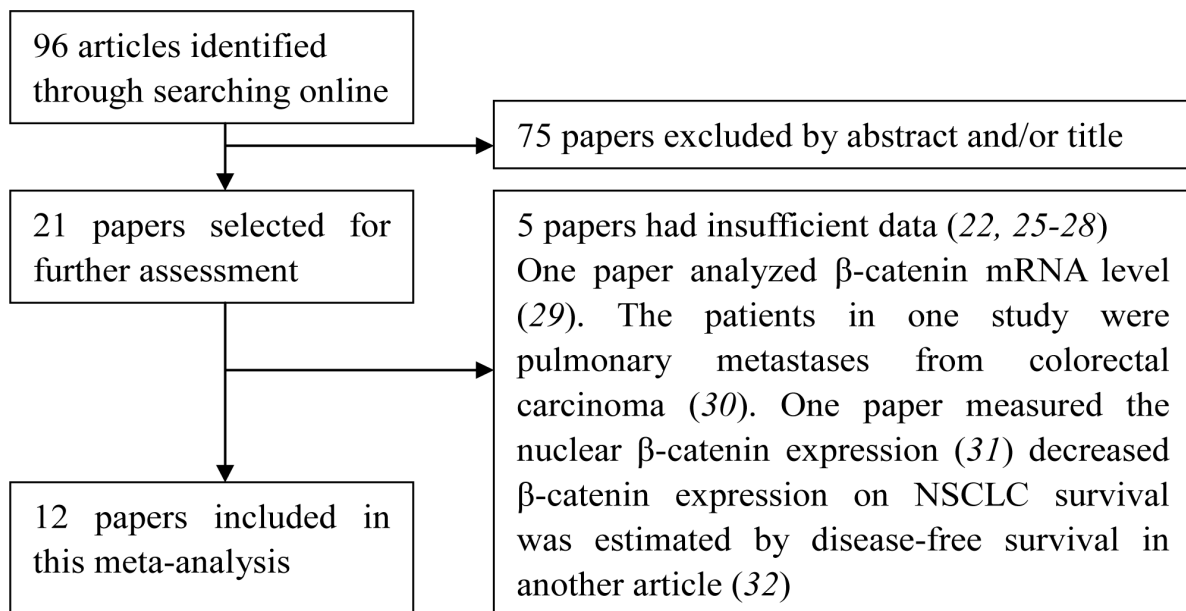 96 articles identified
through searching online
75 papers excluded by abstract and/or title
21 papers selected for
further assessment
5 papers had insufficient data (22, 25-28)
One paper analyzed β-catenin mRNA level
(29). The patients in one study were
pulmonary metastases from colorectal
carcinoma (30). One paper measured the
nuclear β-catenin expression (31) decreased
β-catenin expression on NSCLC survival
was estimated by disease-free survival in
another article (32)
12 papers included in
this meta-analysis